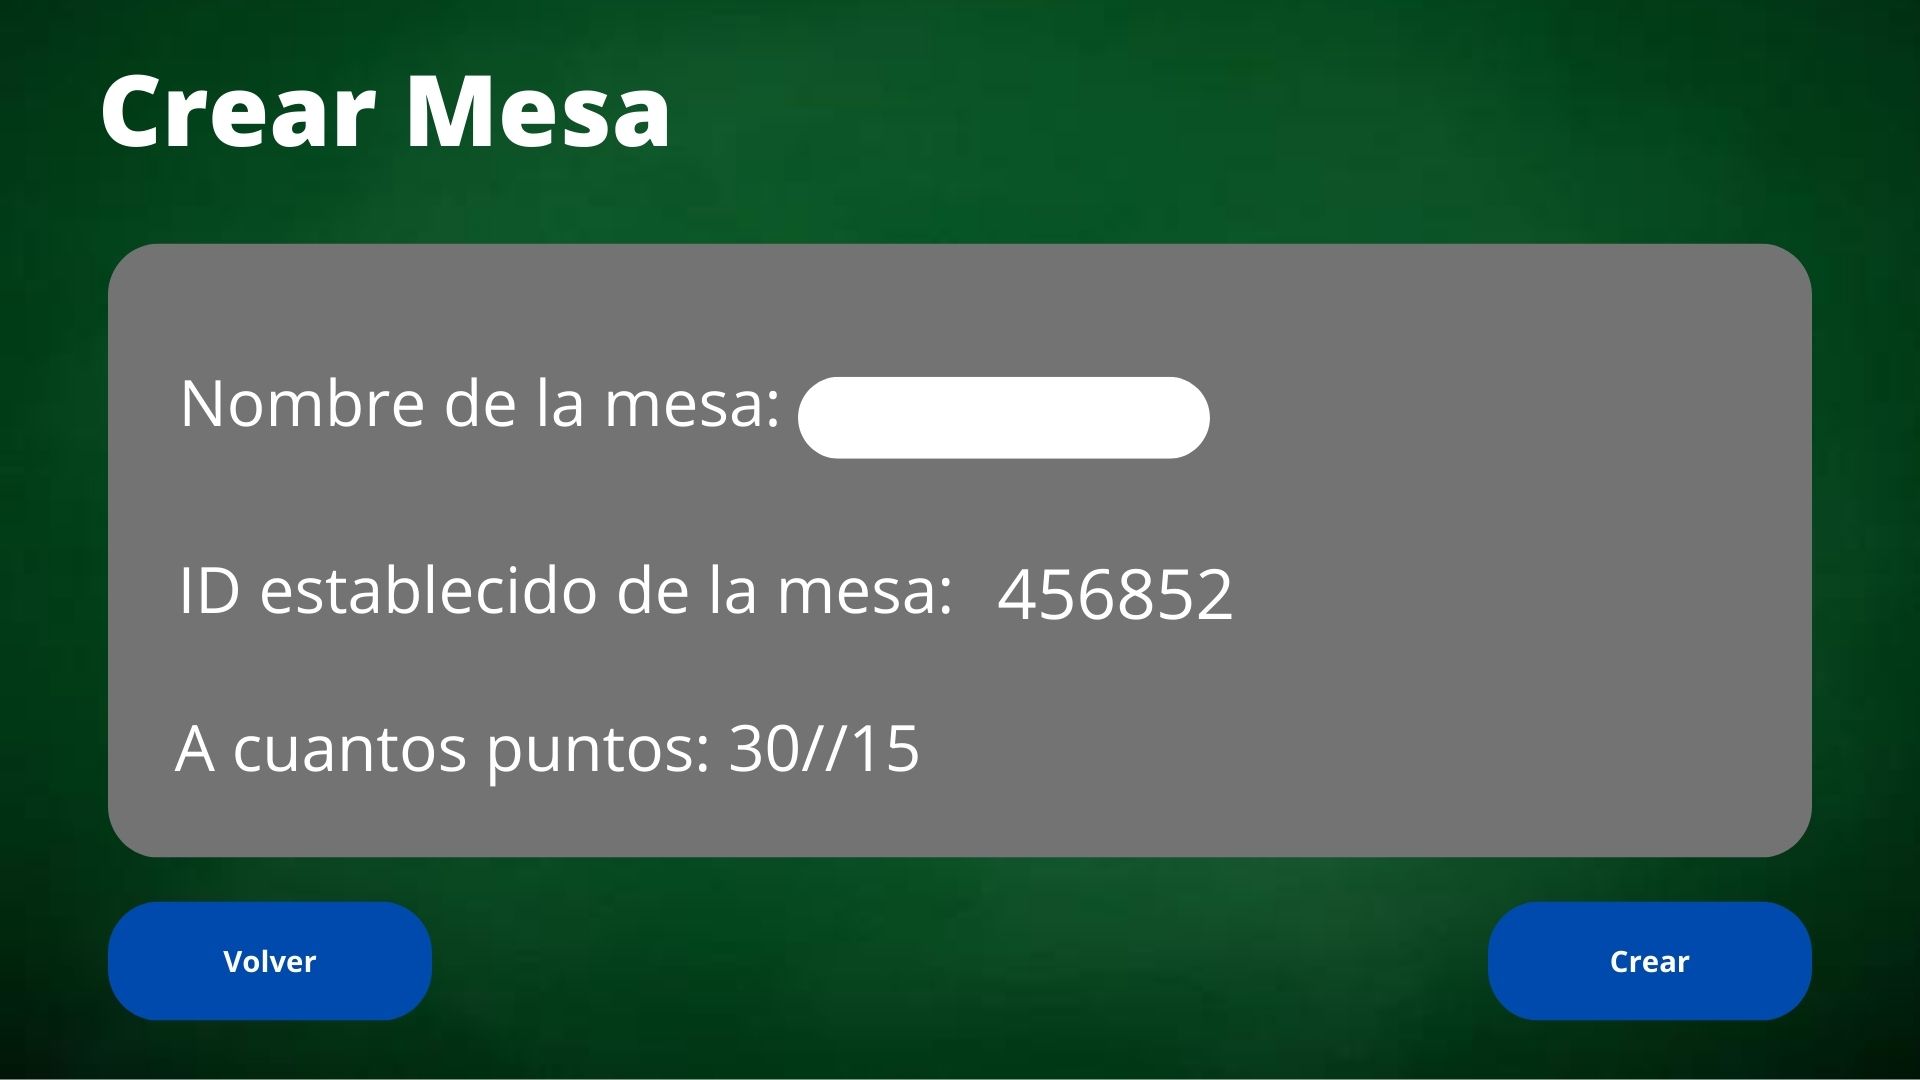 Crear Mesa
Nombre de la mesa:
ID establecido de la mesa: 456852
A cuantos puntos: 30//15
Volver
Crear